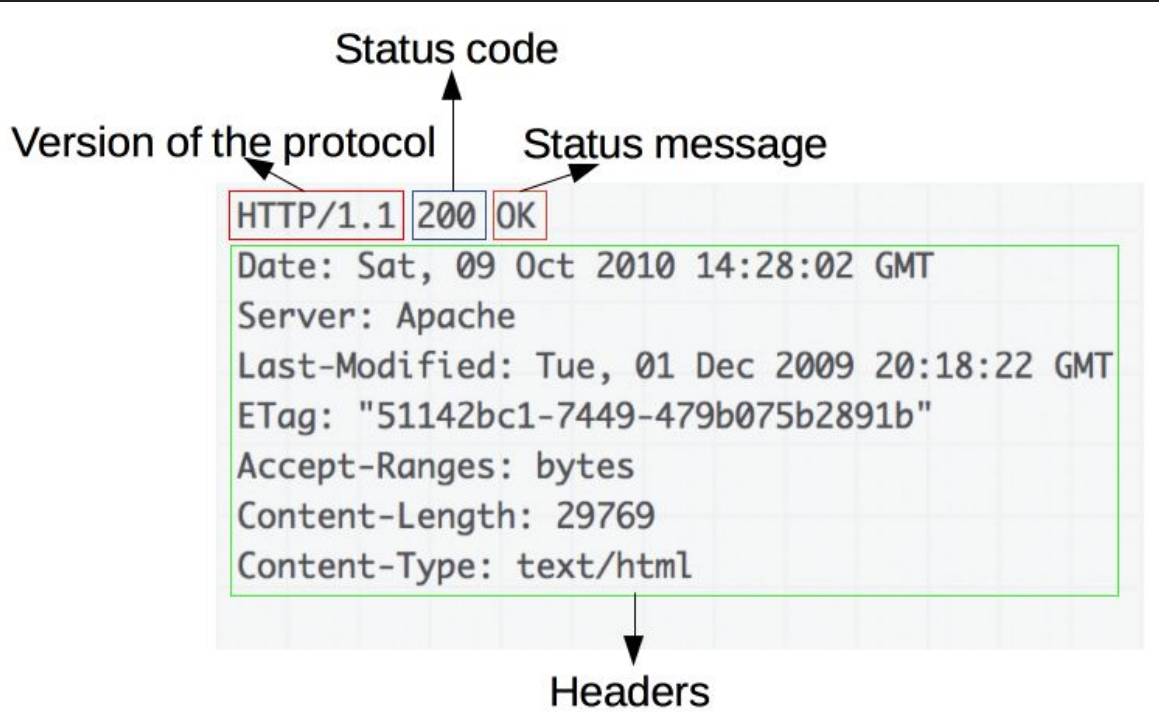 Status code
Version of the protocol
Status message
HTTP/1.1 200 OK
Date: Sat, 09 Oct 2010 14:28:02 GMT
Server: Apache
Last-Modified: Tue, 01 Dec 2009 20:18:22 GMT
ETag: "51142bc1-7449-479b075b2891b"
Accept-Ranges: bytes
Content-Length: 29769
Content-Type: text/html
Headers